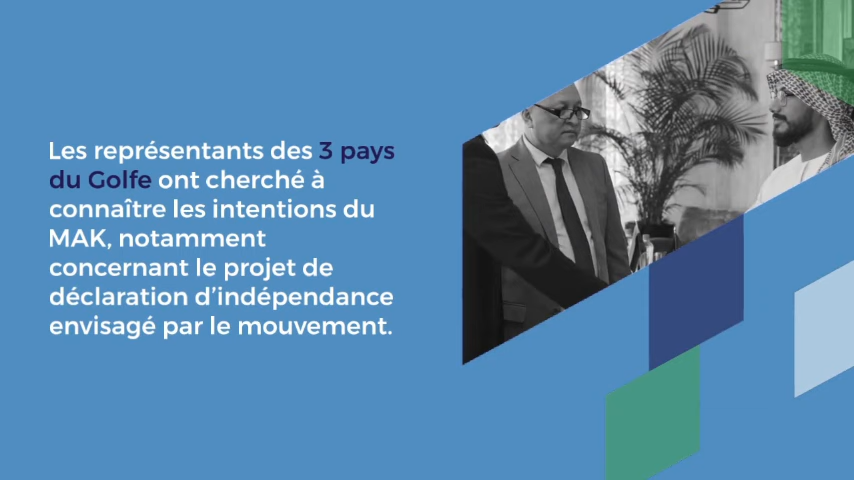 Les représentants des 3 pays
du Golfe ont cherché à
connaître les intentions du
MAK, notamment
concernant le projet de
déclaration d’indépendance
envisagé par le mouvement.